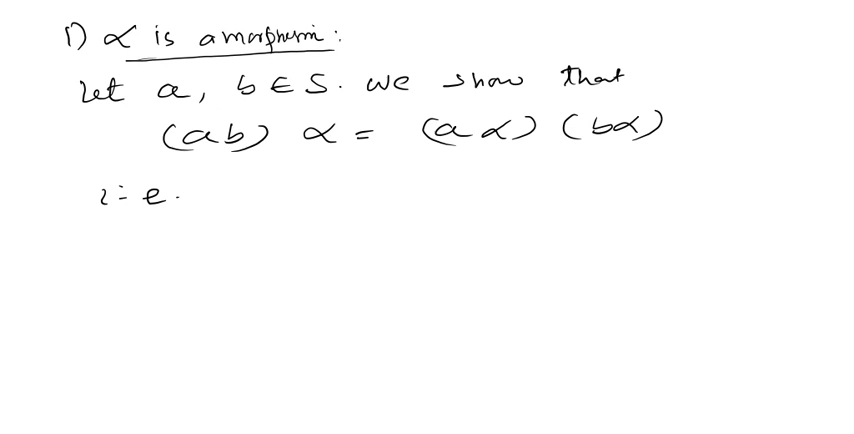 1) α is a morphism:
Let a, b ∈ S. we show that
(ab) α = (aα) (bα)
i.e.